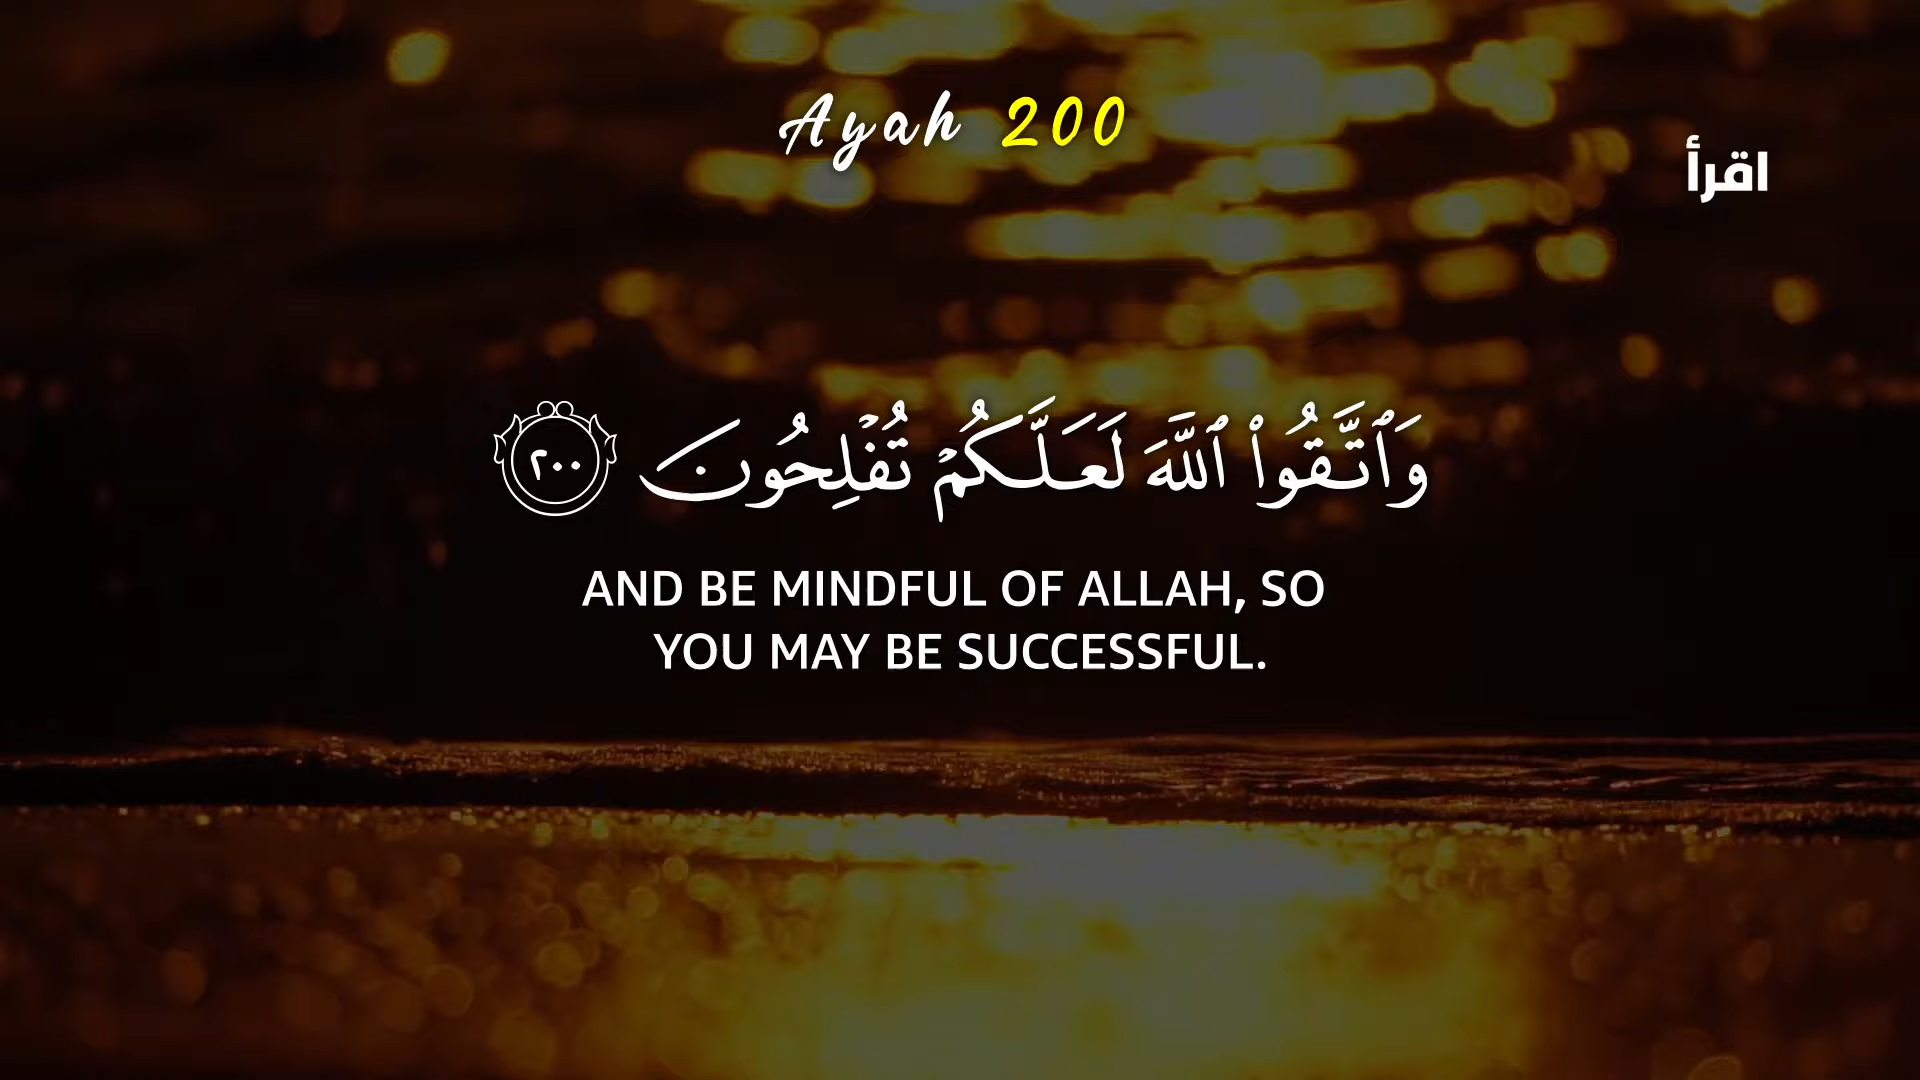 Ayah 200
اقرأ
وَٱتَّقُوا۟ ٱللَّهَ لَعَلَّكُمْ تُفْلِحُونَ ٢٠٠
AND BE MINDFUL OF ALLAH, SO
YOU MAY BE SUCCESSFUL.